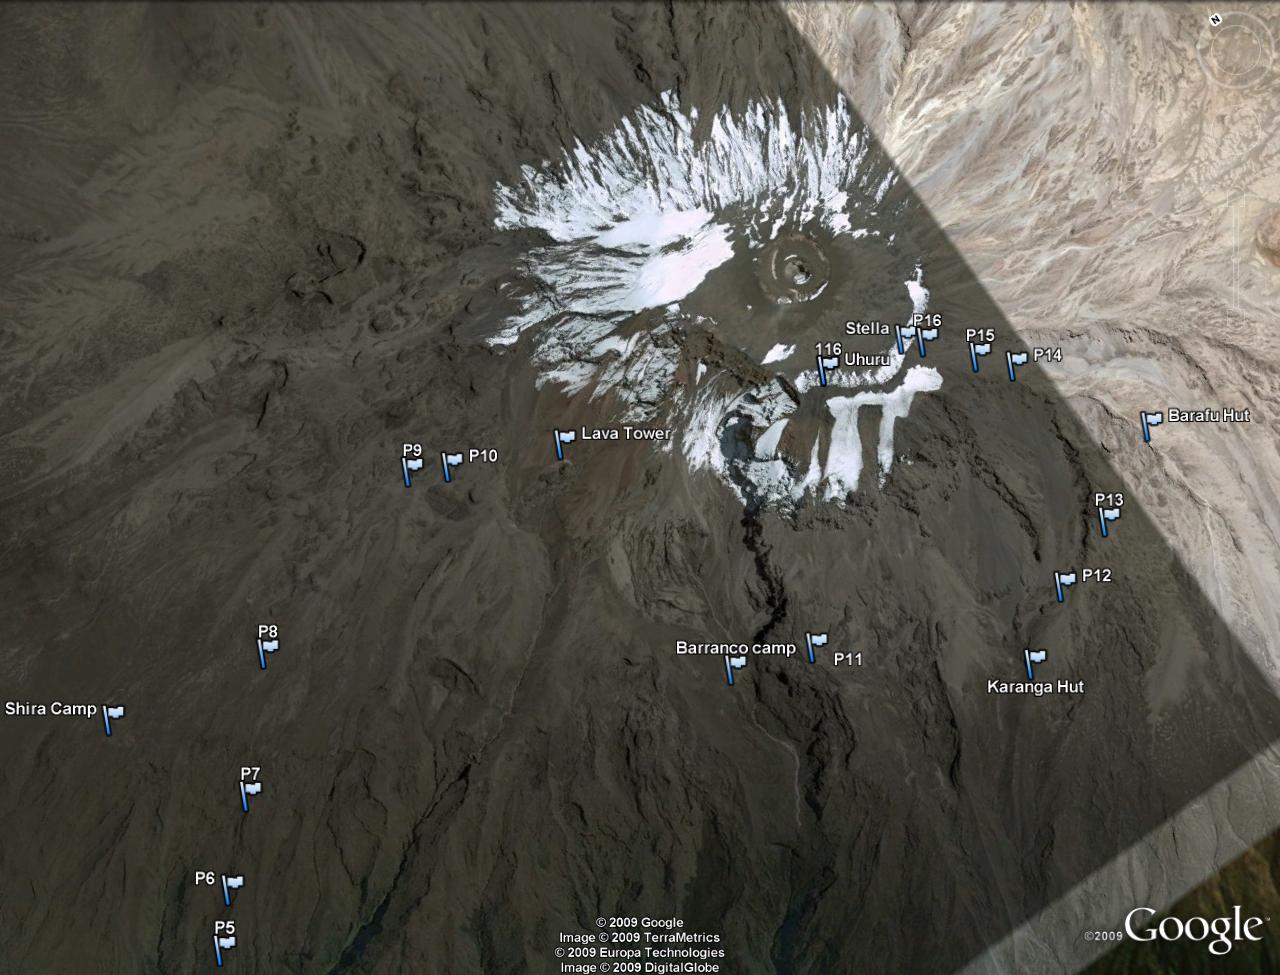 N
Stella
P16
P15
P14
116
Uhuru
Barafu Hut
Lava Tower
P9
P10
P13
P12
P8
Barranco camp
P11
Karanga Hut
Shira Camp
P7
P6
P5
© 2009 Google
Image © 2009 TerraMetrics
© 2009 Europa Technologies
Image © 2009 DigitalGlobe
©2009 Google™